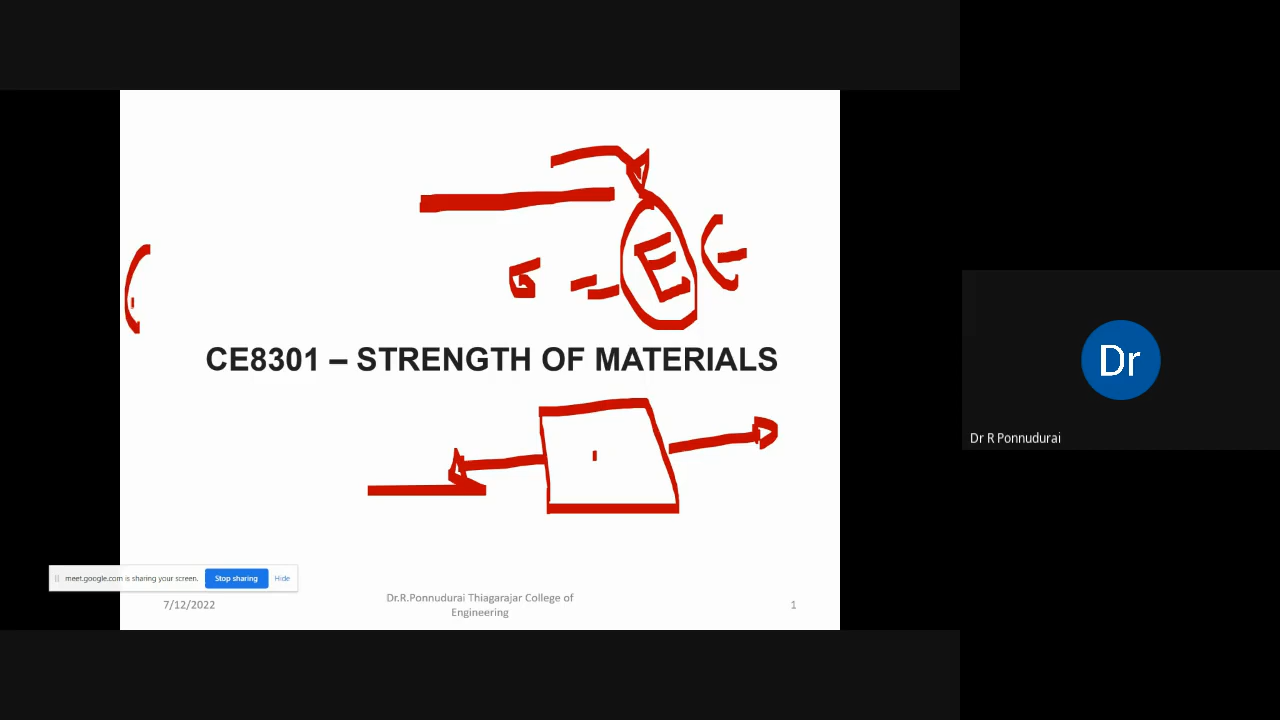 σ = E ϵ
CE8301 – STRENGTH OF MATERIALS
meet.google.com is sharing your screen. Stop sharing Hide
7/12/2022
Dr.R.Ponnudurai Thiagarajar College of
Engineering
1
Dr
Dr R Ponnudurai